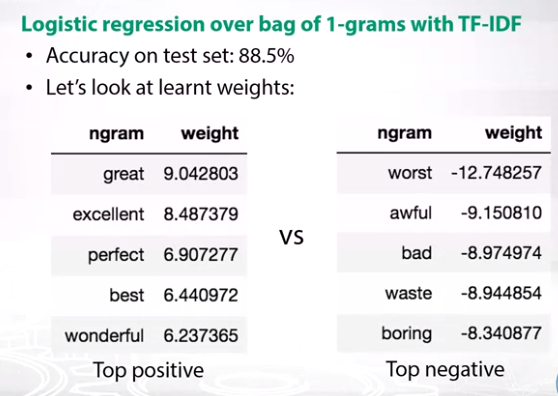 Logistic regression over bag of 1-grams with TF-IDF
• Accuracy on test set: 88.5%
• Let's look at learnt weights:
ngram weight
great 9.042803
excellent 8.487379
perfect 6.907277
best 6.440972
wonderful 6.237365
Top positive
vs
ngram weight
worst -12.748257
awful -9.150810
bad -8.974974
waste -8.944854
boring -8.340877
Top negative